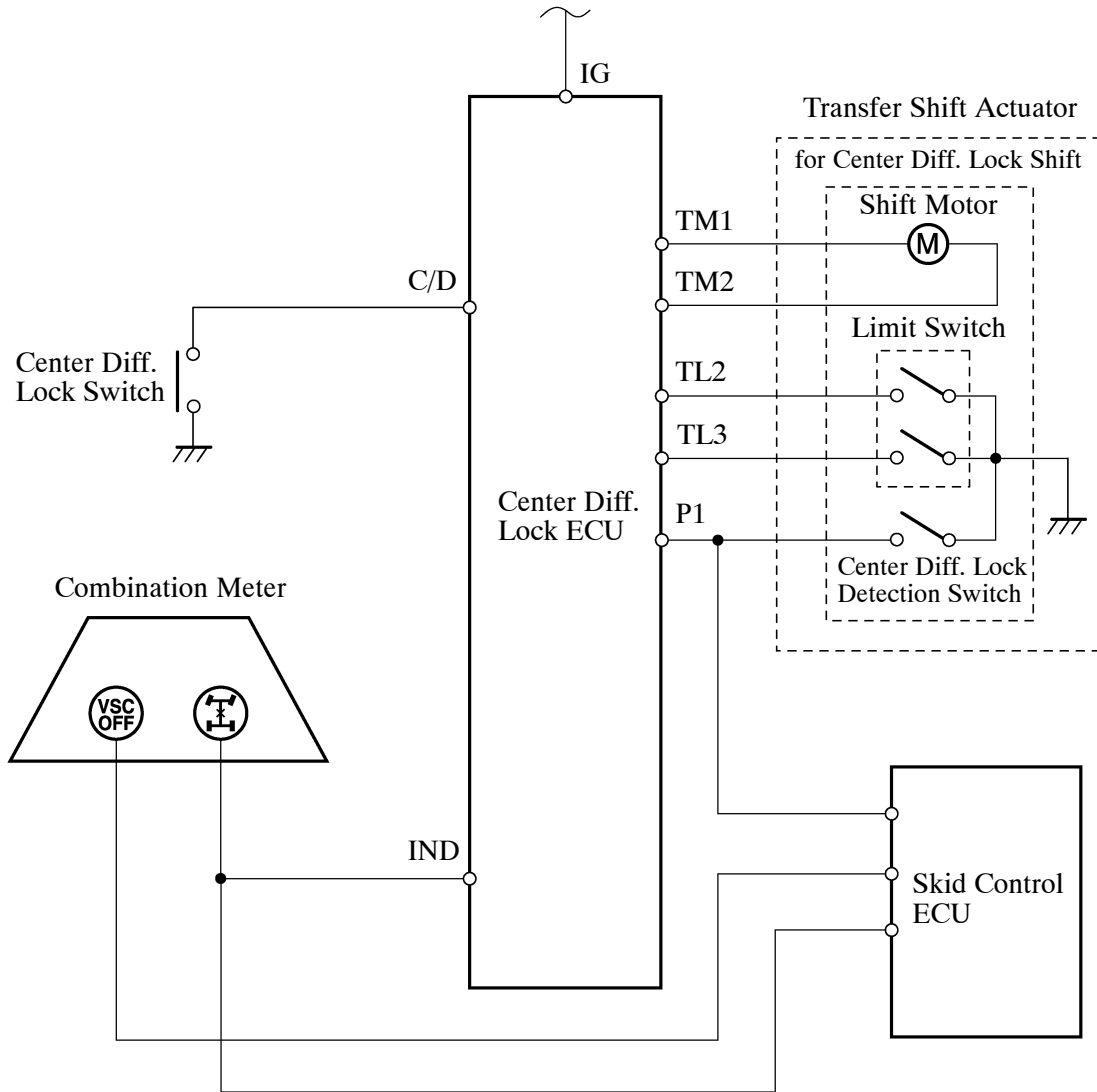 IG
Transfer Shift Actuator
for Center Diff. Lock Shift
Shift Motor
TM1
M
C/D
TM2
Limit Switch
Center Diff.
Lock Switch
TL2
TL3
Center Diff.
Lock ECU
P1
Center Diff. Lock
Detection Switch
Combination Meter
VSC
OFF
IND
Skid Control
ECU